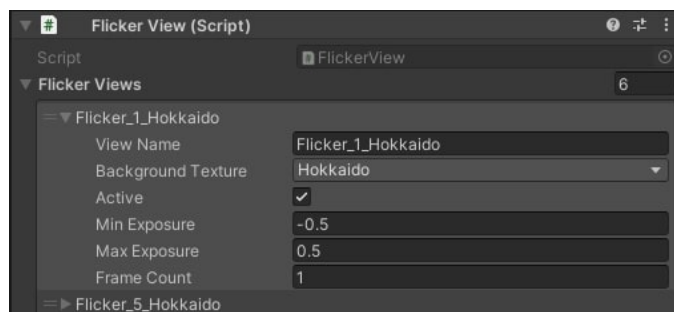 # Flicker View (Script)
Script FlickerView
Flicker Views 6
Flicker_1_Hokkaido
View Name Flicker_1_Hokkaido
Background Texture Hokkaido
Active
Min Exposure -0.5
Max Exposure 0.5
Frame Count 1
Flicker_5_Hokkaido